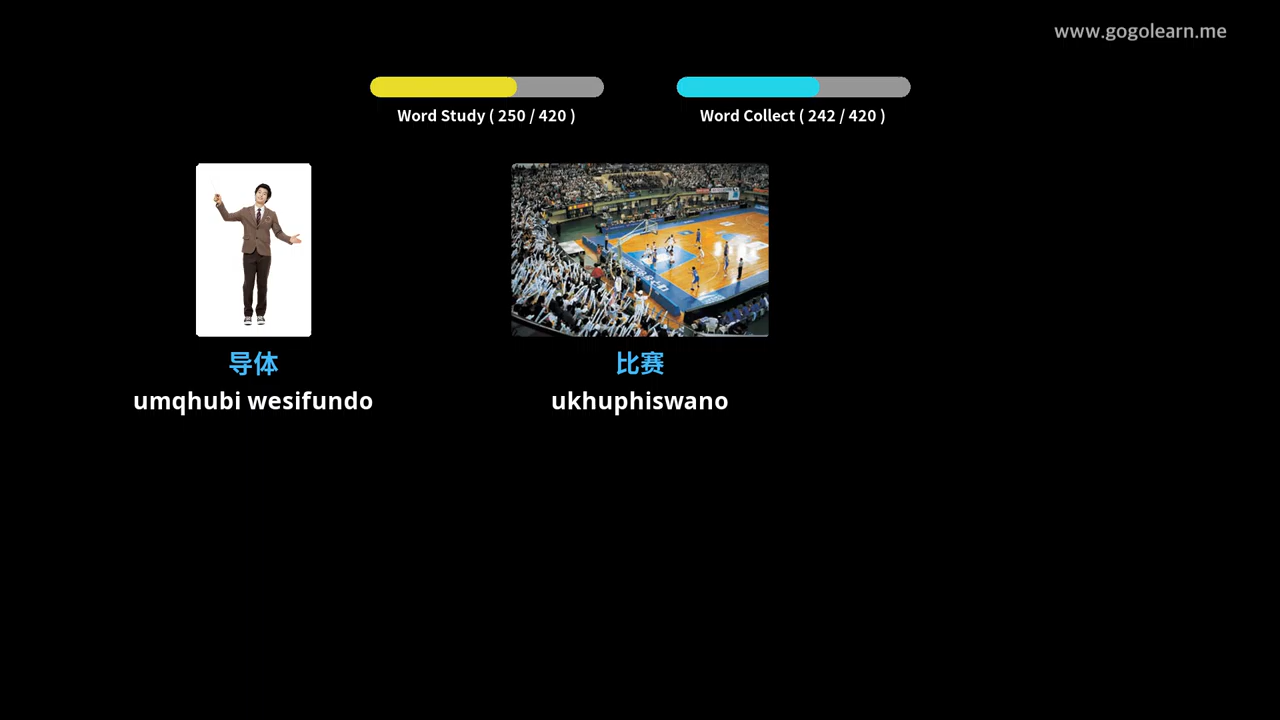 www.gogolearn.me
Word Study ( 250 / 420 )
Word Collect ( 242 / 420 )
导体
比赛
umqhubi wesifundo
ukhuphiswano